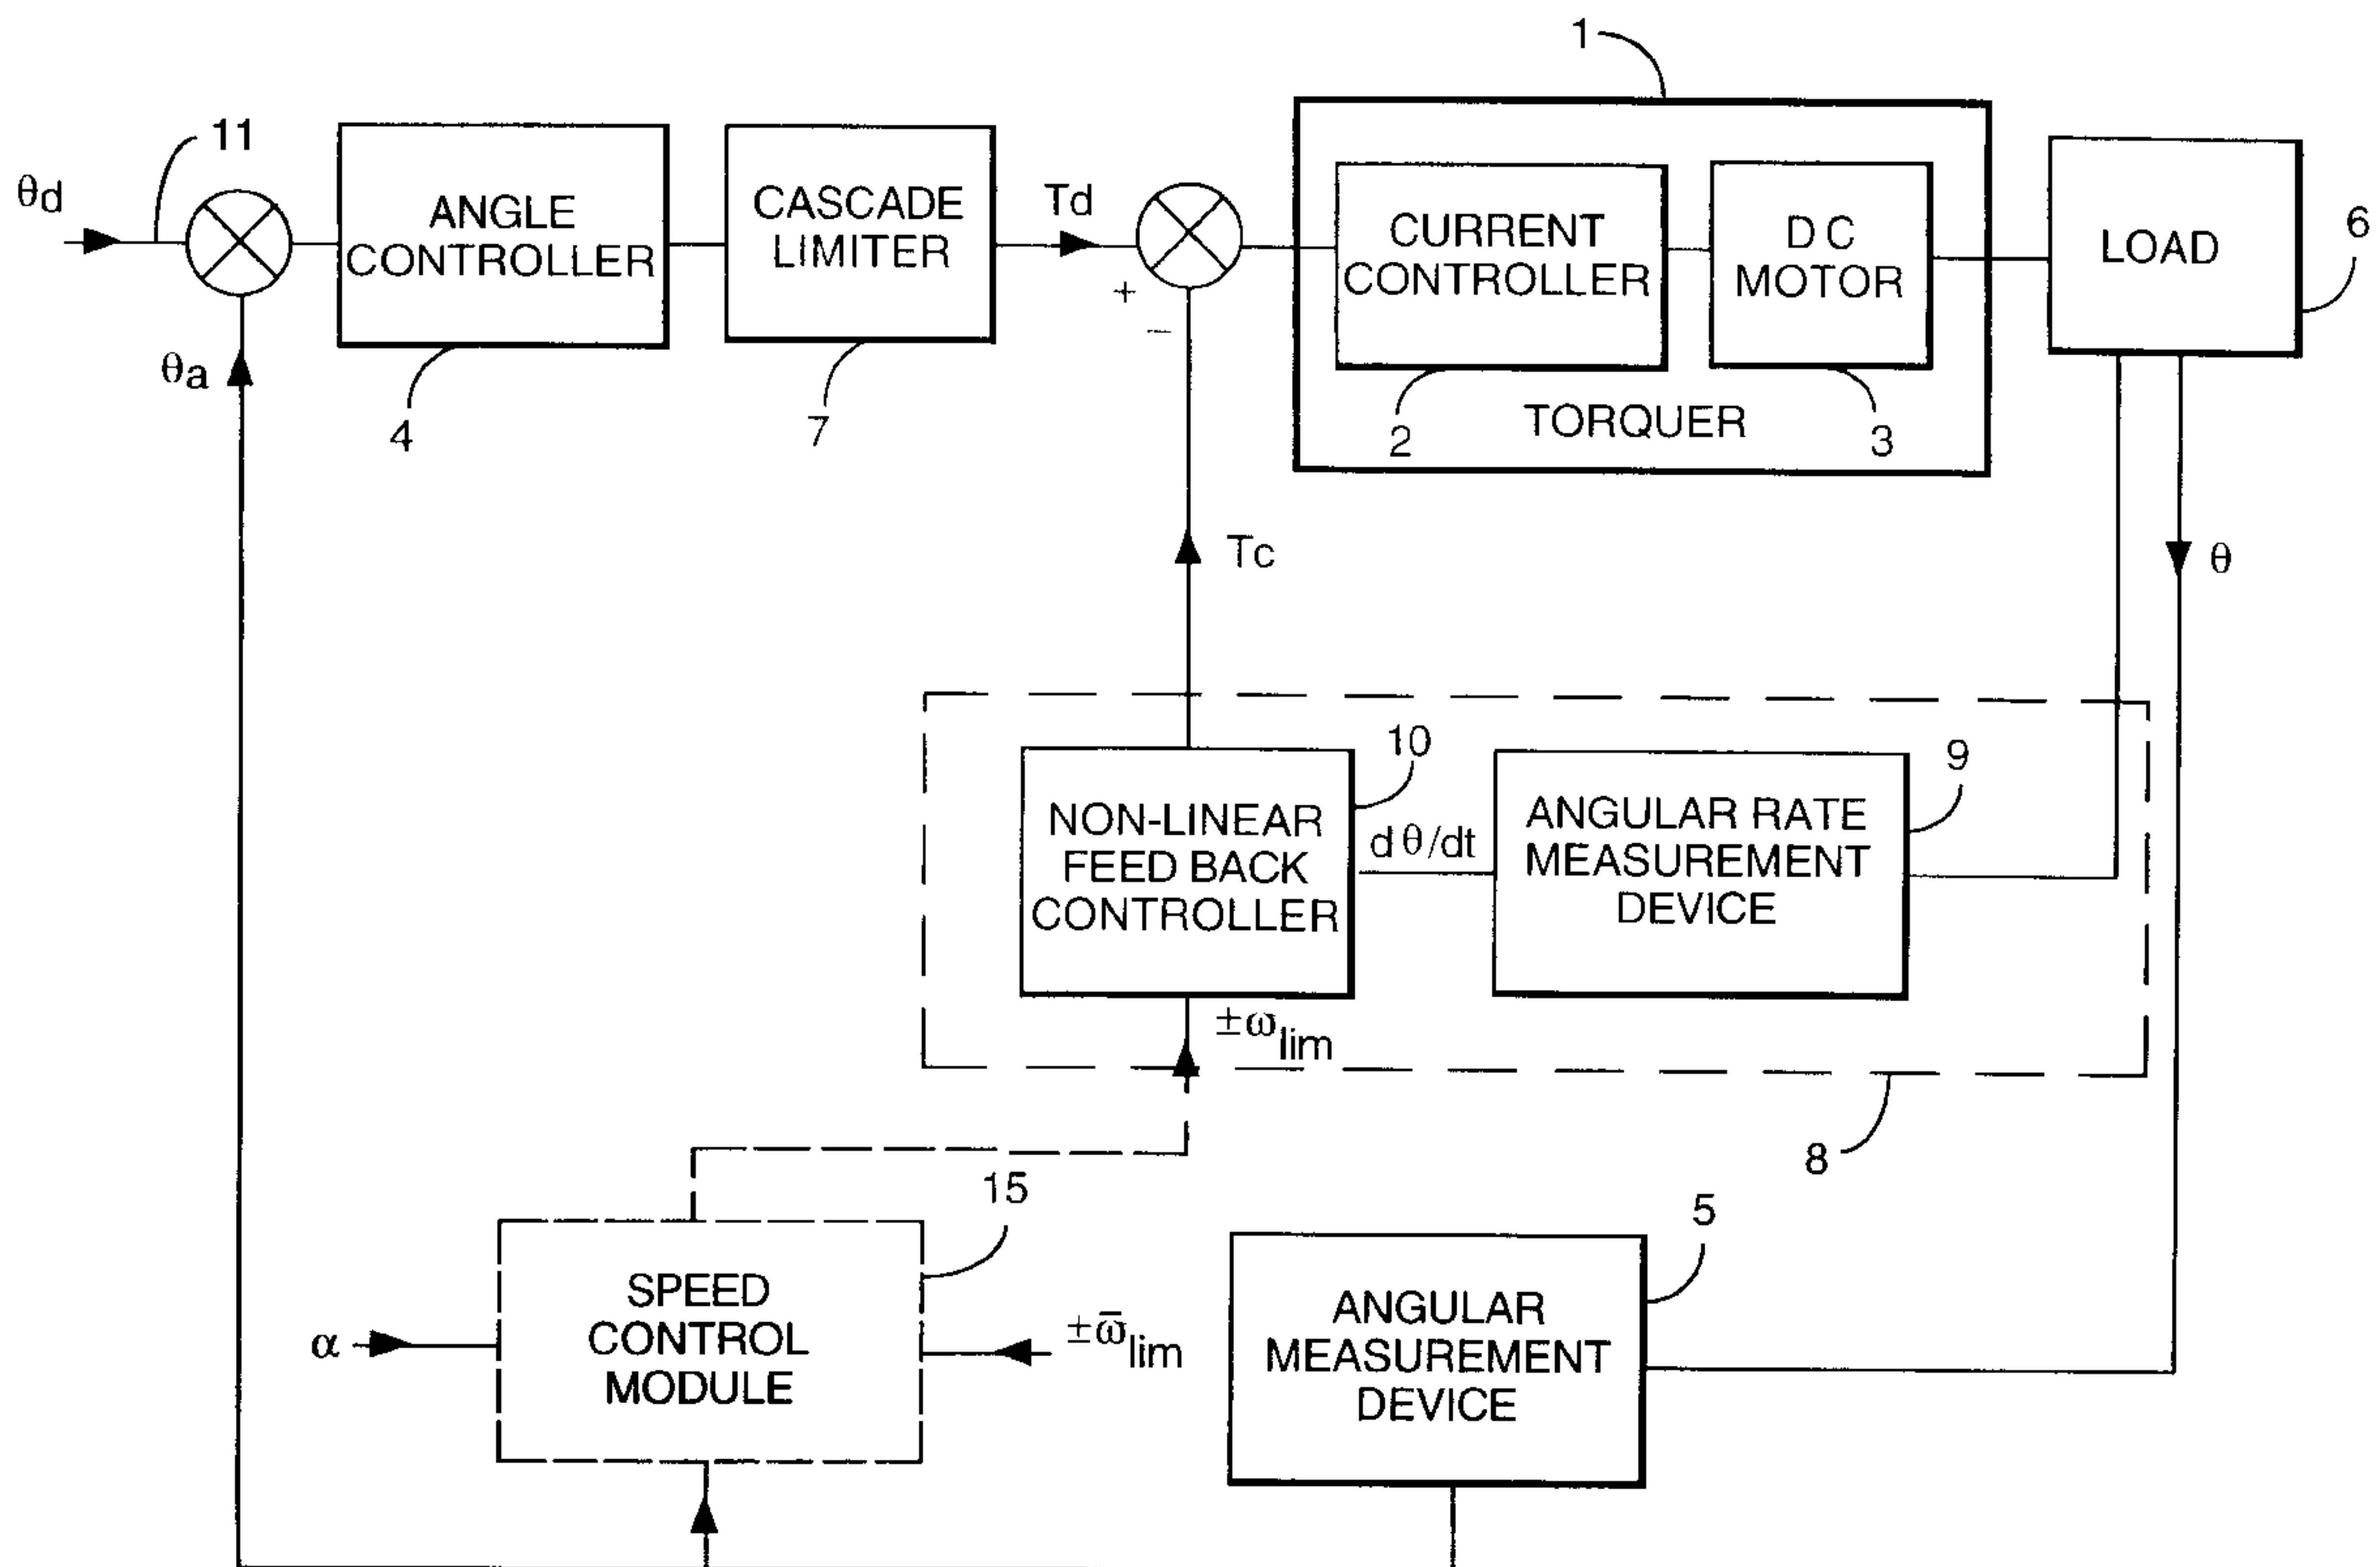 1
11
θd
ANGLE
CONTROLLER
CASCADE
LIMITER
Td
CURRENT
CONTROLLER
D C
MOTOR
LOAD
6
+
−
θa
4
7
2
TORQUER
3
Tc
θ
10
9
NON-LINEAR
FEED BACK
CONTROLLER
d θ/dt
ANGULAR RATE
MEASUREMENT
DEVICE
±ωlim
8
15
5
SPEED
CONTROL
MODULE
α
±ω̅lim
ANGULAR
MEASUREMENT
DEVICE